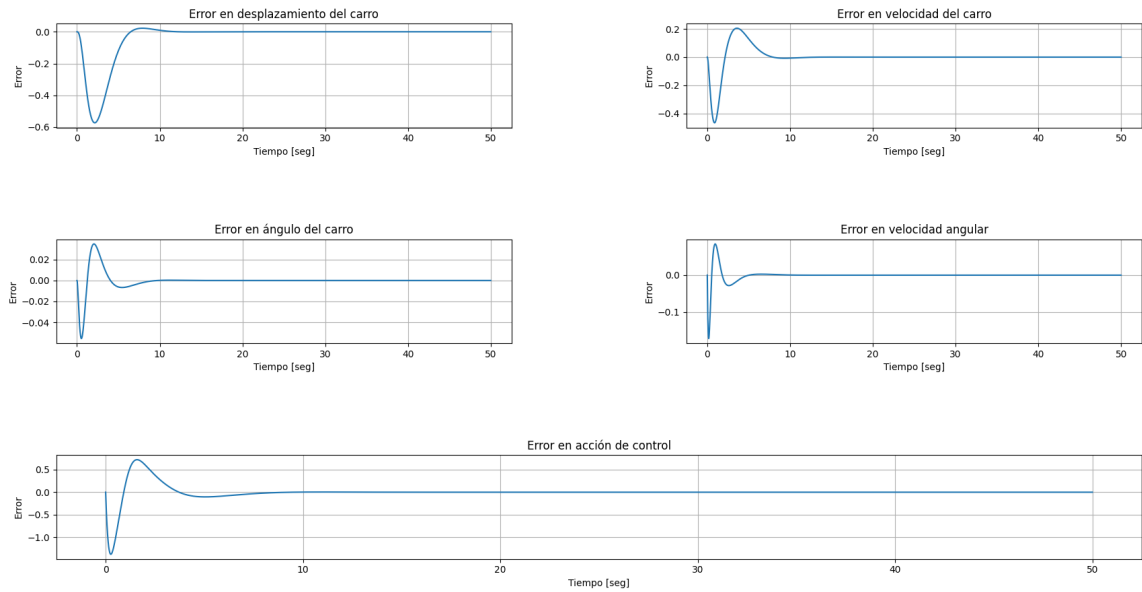 Error en desplazamiento del carro
Error
0.0
−0.2
−0.4
−0.6
0 10 20 30 40 50
Tiempo [seg]
Error en velocidad del carro
Error
0.2
0.0
−0.2
−0.4
0 10 20 30 40 50
Tiempo [seg]
Error en ángulo del carro
Error
0.02
0.00
−0.02
−0.04
0 10 20 30 40 50
Tiempo [seg]
Error en velocidad angular
Error
0.0
−0.1
0 10 20 30 40 50
Tiempo [seg]
Error en acción de control
Error
0.5
0.0
−0.5
−1.0
0 10 20 30 40 50
Tiempo [seg]